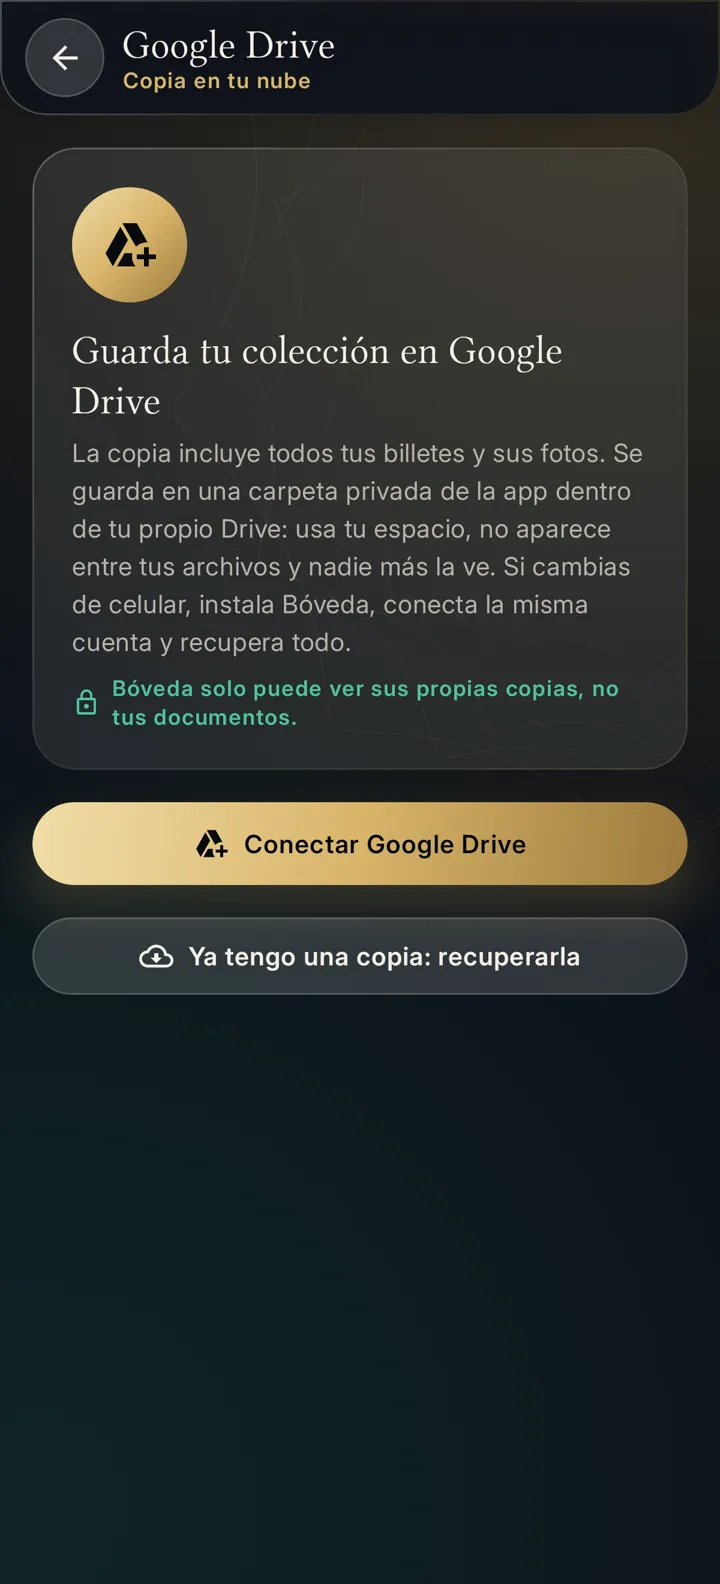 Google Drive
Copia en tu nube
Guarda tu colección en Google
Drive
La copia incluye todos tus billetes y sus fotos. Se
guarda en una carpeta privada de la app dentro
de tu propio Drive: usa tu espacio, no aparece
entre tus archivos y nadie más la ve. Si cambias
de celular, instala Bóveda, conecta la misma
cuenta y recupera todo.
Bóveda solo puede ver sus propias copias, no
tus documentos.
Conectar Google Drive
Ya tengo una copia: recuperarla